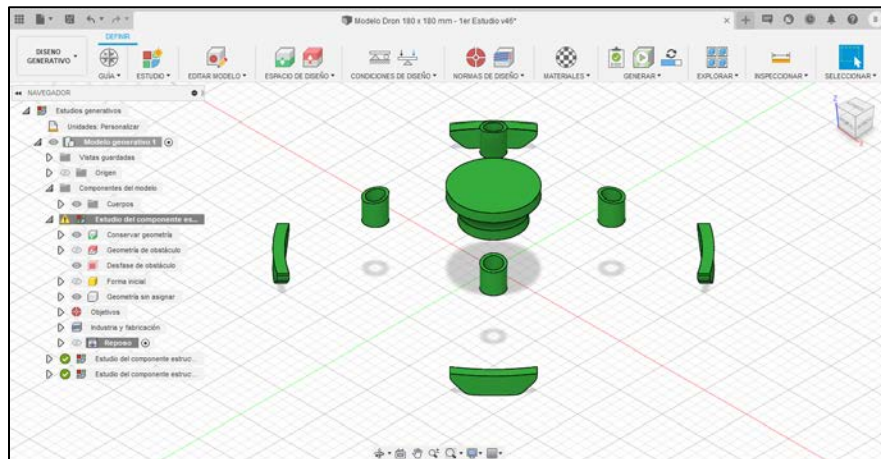 Modelo Dron 180 x 180 mm - 1er Estudio v46*
DISEÑO GENERATIVO
DEFINIR
GUÍA
ESTUDIO
EDITAR MODELO
ESPACIO DE DISEÑO
CONDICIONES DE DISEÑO
NORMAS DE DISEÑO
MATERIALES
GENERAR
EXPLORAR
INSPECCIONAR
SELECCIONAR
NAVEGADOR
Estudios generativos
Unidades: Personalizar
Modelo generativo 1
Vistas guardadas
Origen
Componentes del modelo
Cuerpos
Estudio del componente es...
Conservar geometría
Geometría de obstáculo
Desfase de obstáculo
Forma inicial
Geometría sin asignar
Objetivos
Industria y fabricación
Reposo
Estudio del componente estruc...
Estudio del componente estruc...